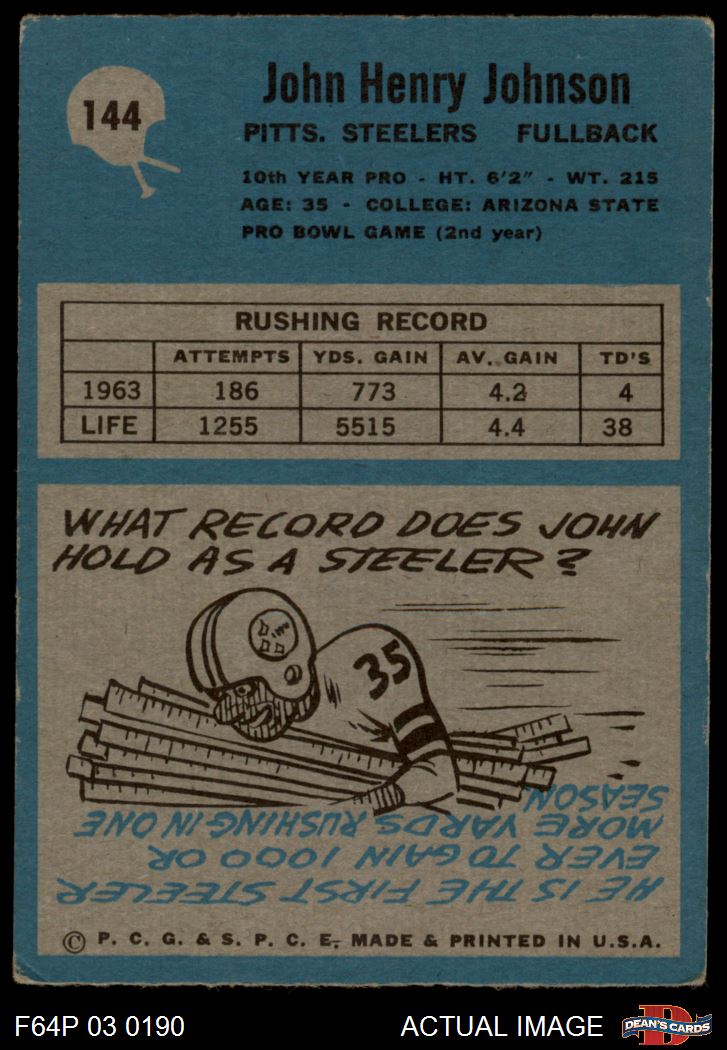 144
John Henry Johnson
PITTS. STEELERS FULLBACK
10th YEAR PRO - HT. 6'2" - WT. 215
AGE: 35 - COLLEGE: ARIZONA STATE
PRO BOWL GAME (2nd year)
RUSHING RECORD
ATTEMPTS YDS. GAIN AV. GAIN TD'S
1963 186 773 4.2 4
LIFE 1255 5515 4.4 38
WHAT RECORD DOES JOHN
HOLD AS A STEELER?
35
HE IS THE FIRST STEELER
EVER TO GAIN 1000 OR
MORE YARDS RUSHING IN ONE
SEASON
© P. C. G. & S. P. C. E. MADE & PRINTED IN U.S.A.
F64P 03 0190 ACTUAL IMAGE D DEAN'S CARDS